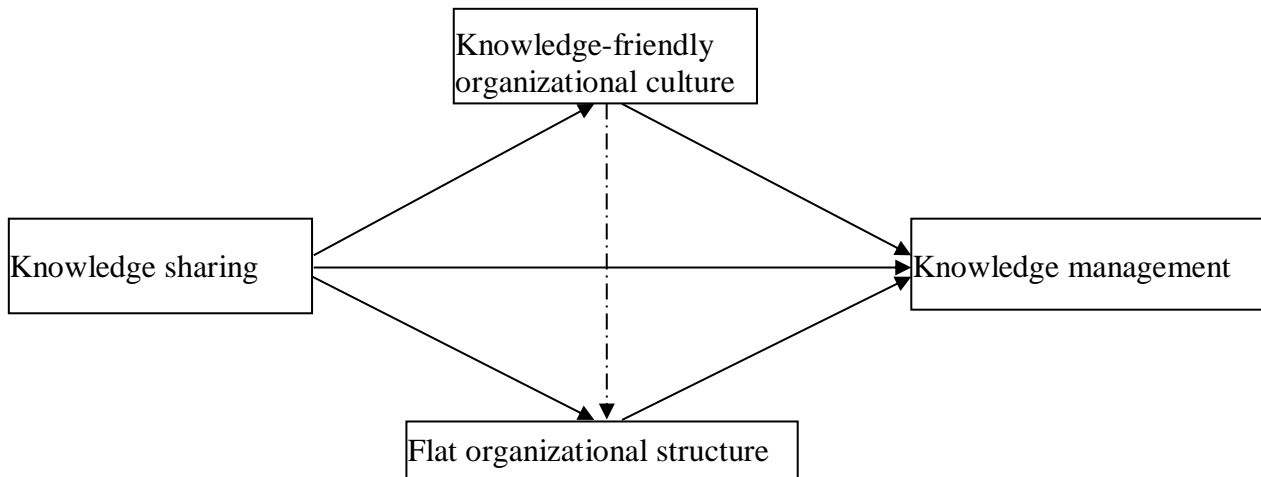 Knowledge-friendly
organizational culture
Knowledge sharing
Knowledge management
Flat organizational structure